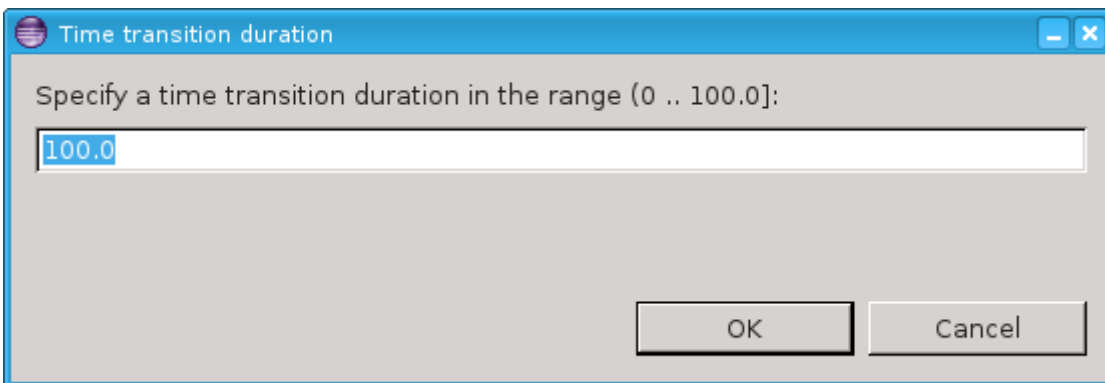 Time transition duration
Specify a time transition duration in the range (0 .. 100.0]:
100.0
OK
Cancel